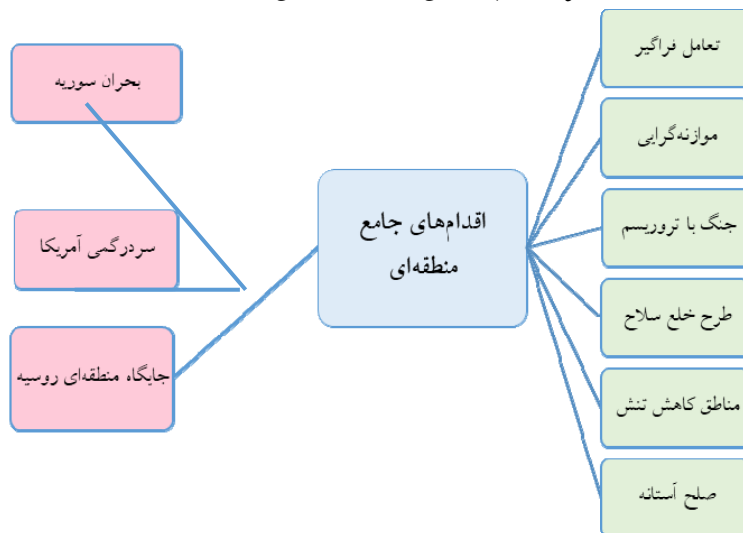 تعامل فراگیر
موازنه‌گرایی
جنگ با تروریسم
طرح خلع سلاح
مناطق کاهش تنش
صلح آستانه
اقدام‌های جامع
منطقه‌ای
بحران سوریه
سردرگمی آمریکا
جایگاه منطقه‌ای روسیه